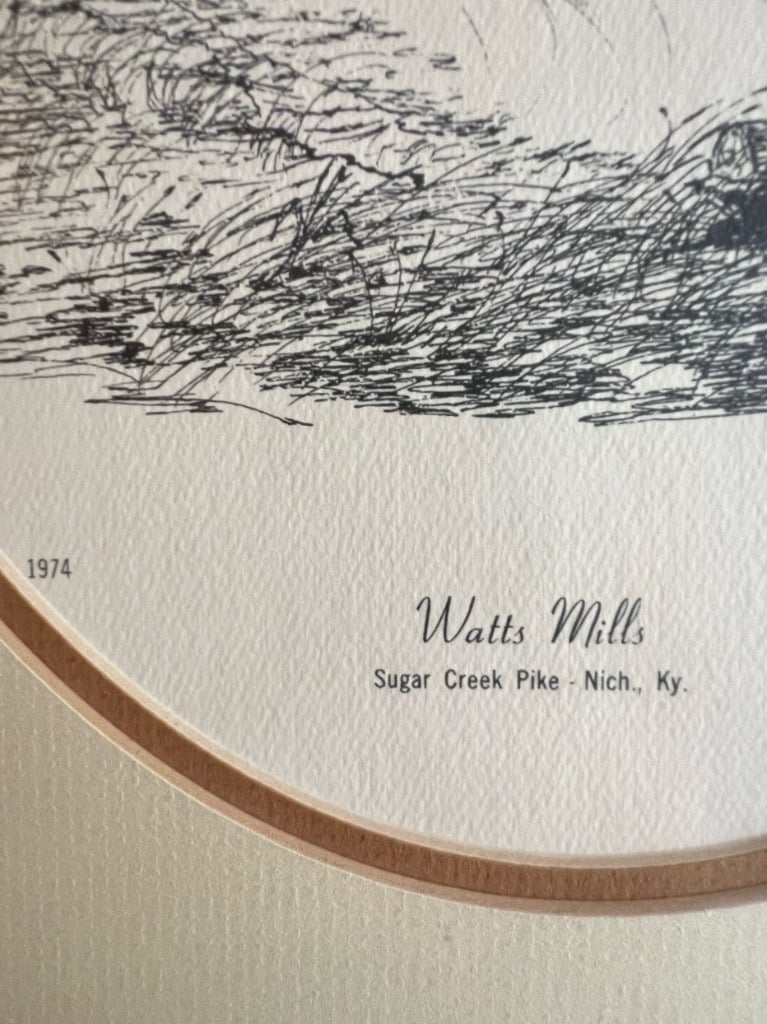 1974
Watts Mills
Sugar Creek Pike - Nich., Ky.